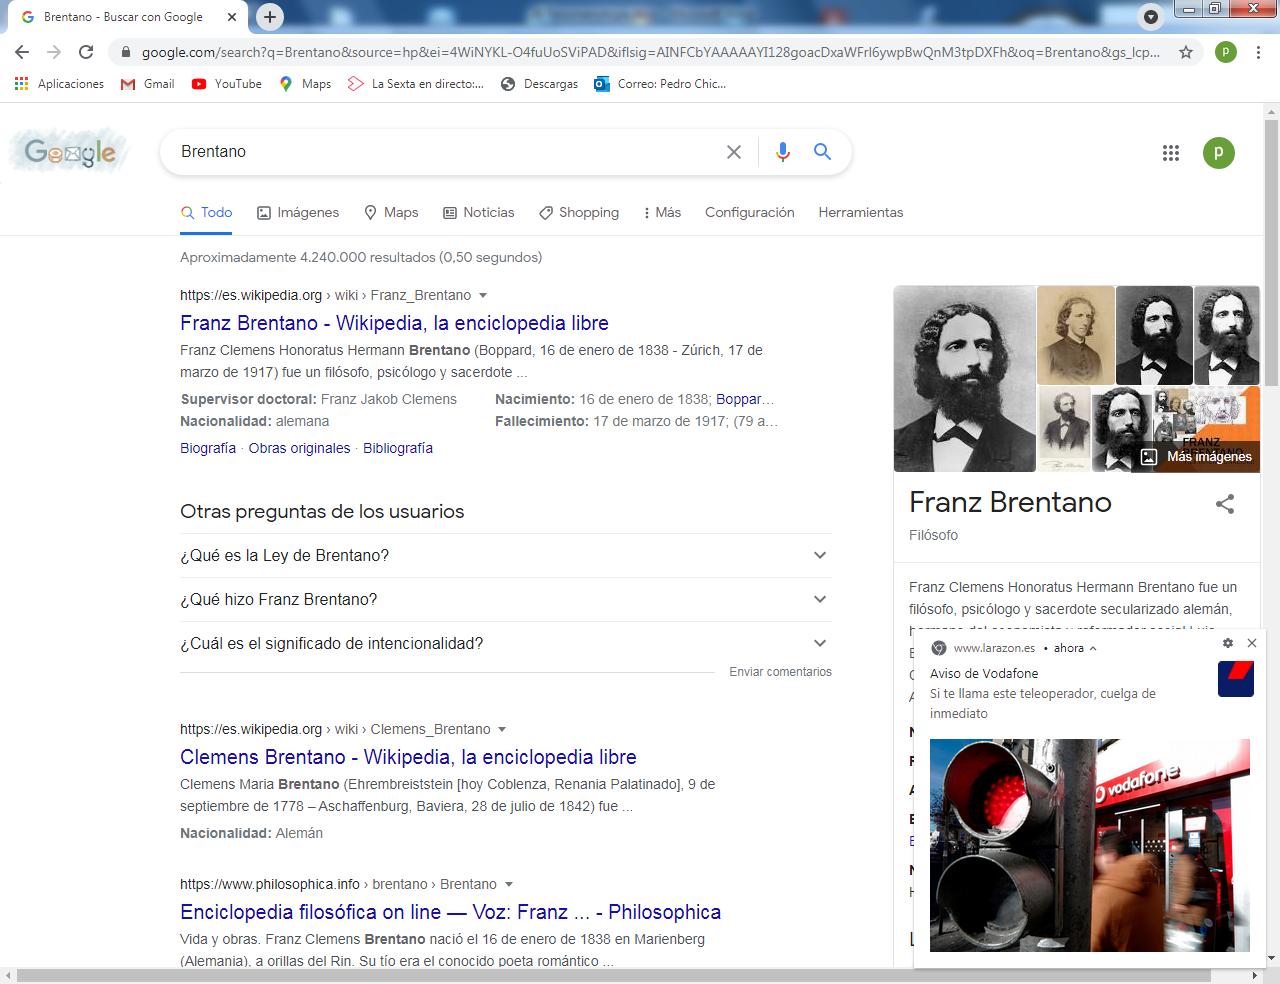 Brentano - Buscar con Google
google.com/search?q=Brentano&source=hp&ei=4WiNYKL-O4fuUoSViPAD&iflsig=AINFCbYAAAAAYI128goacDxaWFrl6ywpBwQnM3tpDXFh&oq=Brentano&gs_lcp...
P
Aplicaciones
Gmail
YouTube
Maps
La Sexta en directo:...
Descargas
Correo: Pedro Chic...
Google
Brentano
p
Todo
Imágenes
Maps
Noticias
Shopping
Más
Configuración
Herramientas
Aproximadamente 4.240.000 resultados (0,50 segundos)
https://es.wikipedia.org › wiki › Franz_Brentano
Franz Brentano - Wikipedia, la enciclopedia libre
Franz Clemens Honoratus Hermann Brentano (Boppard, 16 de enero de 1838 - Zúrich, 17 de
marzo de 1917) fue un filósofo, psicólogo y sacerdote ...
Supervisor doctoral: Franz Jakob Clemens
Nacimiento: 16 de enero de 1838; Boppar...
Nacionalidad: alemana
Fallecimiento: 17 de marzo de 1917; (79 a...
Biografía · Obras originales · Bibliografía
Otras preguntas de los usuarios
¿Qué es la Ley de Brentano?
¿Qué hizo Franz Brentano?
¿Cuál es el significado de intencionalidad?
Enviar comentarios
https://es.wikipedia.org › wiki › Clemens_Brentano
Clemens Brentano - Wikipedia, la enciclopedia libre
Clemens Maria Brentano (Ehrembreiststein [hoy Coblenza, Renania Palatinado], 9 de
septiembre de 1778 – Aschaffenburg, Baviera, 28 de julio de 1842) fue ...
Nacionalidad: Alemán
https://www.philosophica.info › brentano › Brentano
Enciclopedia filosófica on line — Voz: Franz ... - Philosophica
Vida y obras. Franz Clemens Brentano nació el 16 de enero de 1838 en Marienberg
(Alemania), a orillas del Rin. Su tío era el conocido poeta romántico ...
FRANZ
Más imágenes
Franz Brentano
Filósofo
Franz Clemens Honoratus Hermann Brentano fue un
filósofo, psicólogo y sacerdote secularizado alemán,
www.larazon.es • ahora
Aviso de Vodafone
Si te llama este teleoperador, cuelga de
inmediato
vodafone